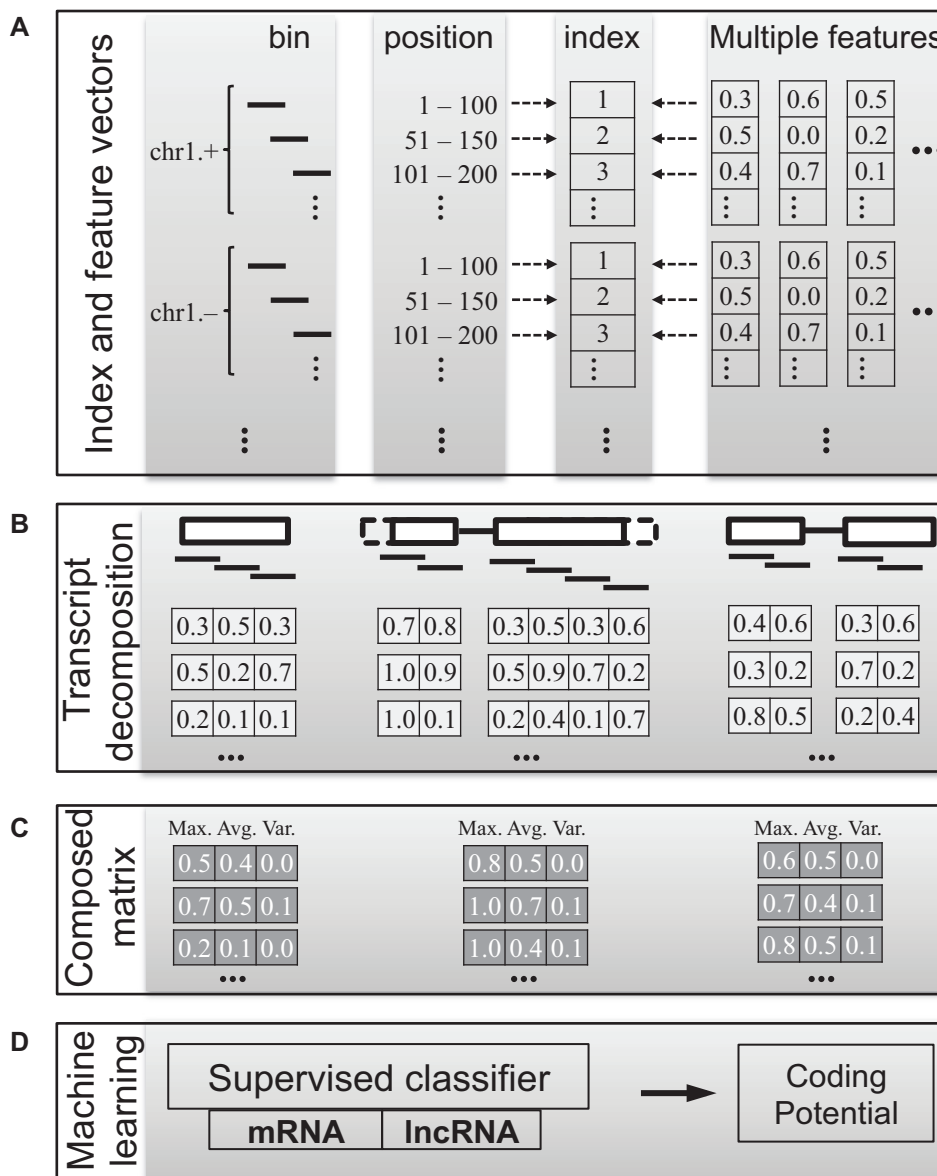 A
Index and feature vectors
bin position index Multiple features
chr1.+
1 – 100 1 0.3 0.6 0.5
51 – 150 2 0.5 0.0 0.2
101 – 200 3 0.4 0.7 0.1
chr1.–
1 – 100 1 0.3 0.6 0.5
51 – 150 2 0.5 0.0 0.2
101 – 200 3 0.4 0.7 0.1
B
Transcript decomposition
0.3 0.5 0.3 0.7 0.8 0.3 0.5 0.3 0.6 0.4 0.6 0.3 0.6
0.5 0.2 0.7 1.0 0.9 0.5 0.9 0.7 0.2 0.3 0.2 0.7 0.2
0.2 0.1 0.1 1.0 0.1 0.2 0.4 0.1 0.7 0.8 0.5 0.2 0.4
...
C
Composed matrix
Max. Avg. Var. Max. Avg. Var. Max. Avg. Var.
0.5 0.4 0.0 0.8 0.5 0.0 0.6 0.5 0.0
0.7 0.5 0.1 1.0 0.7 0.1 0.7 0.4 0.1
0.2 0.1 0.0 1.0 0.4 0.1 0.8 0.5 0.1
...
D
Machine learning
Supervised classifier
mRNA lncRNA
Coding
Potential